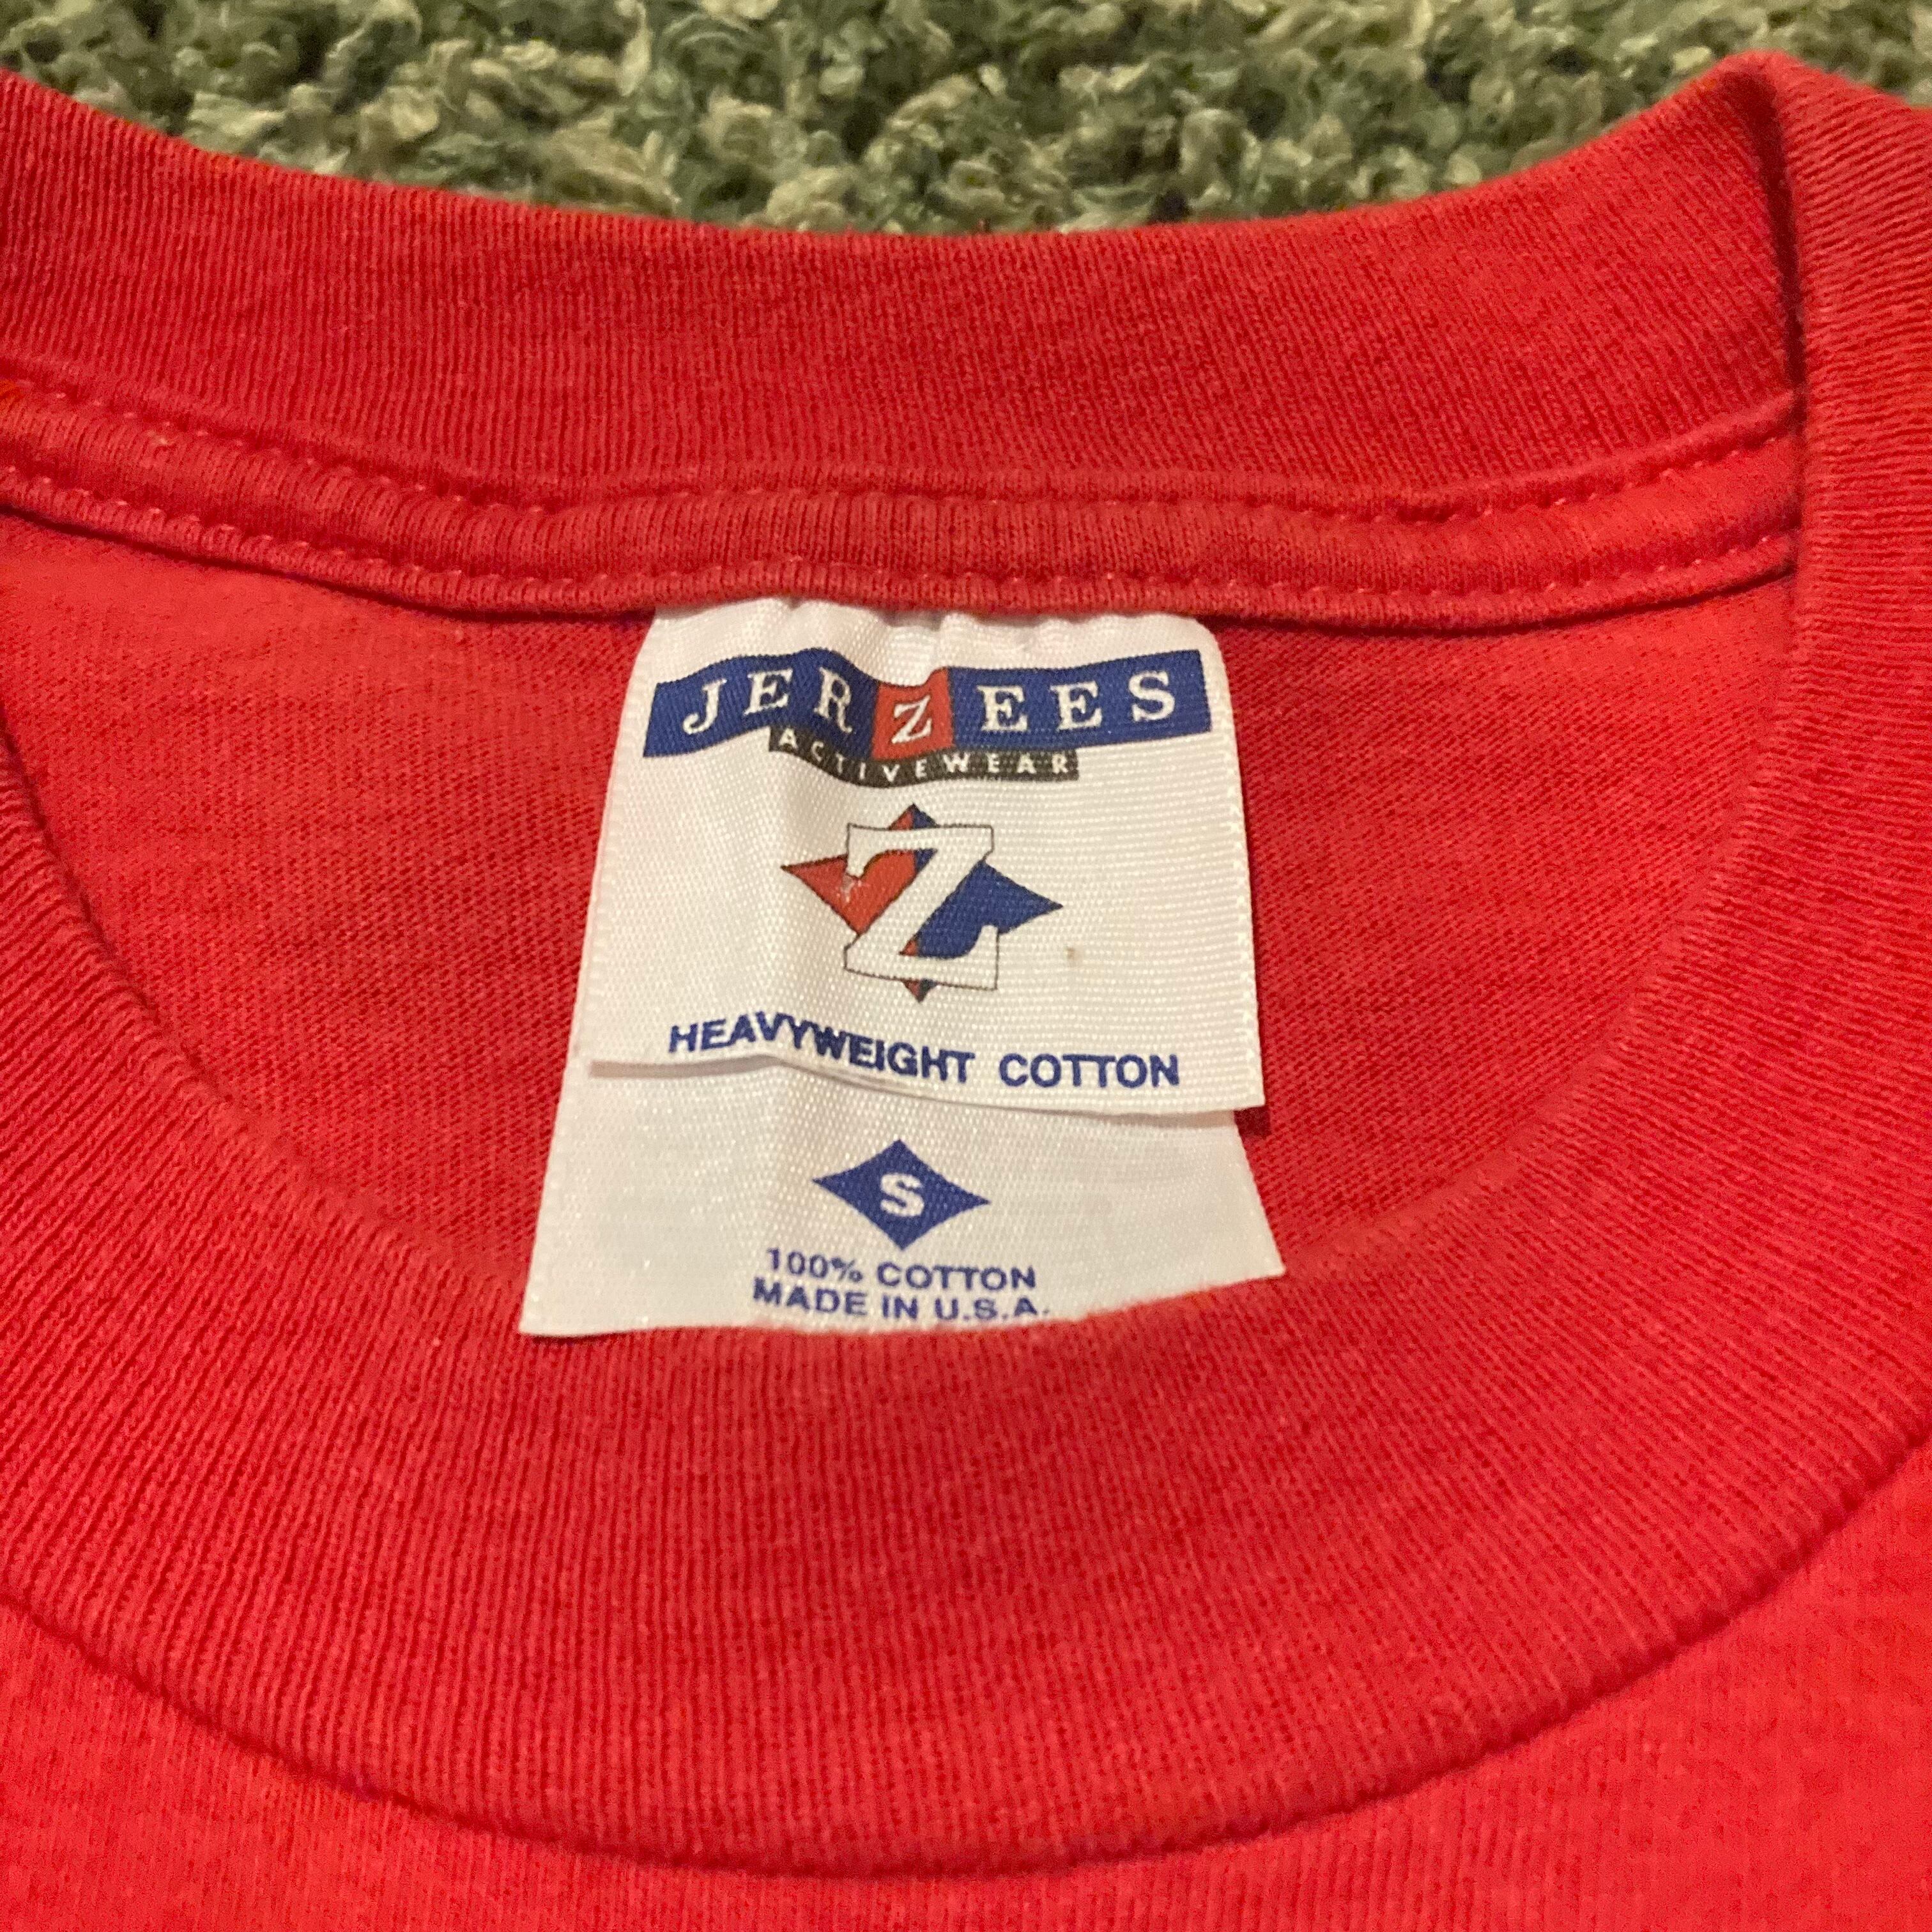 JERZEES
ACTIVEWEAR
Z
HEAVYWEIGHT COTTON
S
100% COTTON
MADE IN U.S.A.